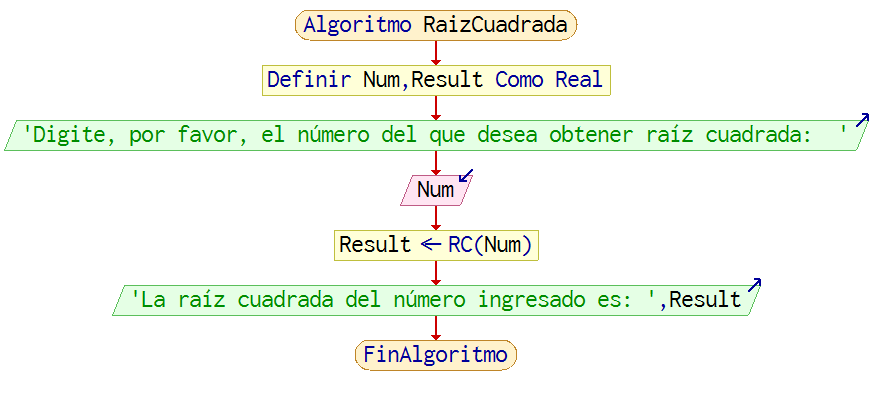 Algoritmo RaizCuadrada
Definir Num,Result Como Real
'Digite, por favor, el número del que desea obtener raíz cuadrada:  '
Num
Result ← RC(Num)
'La raíz cuadrada del número ingresado es: ',Result
FinAlgoritmo